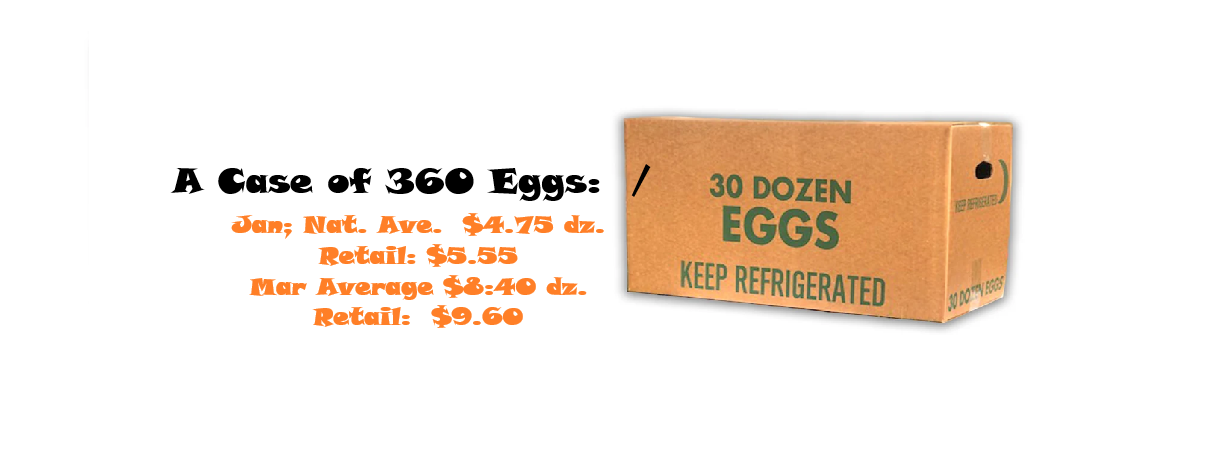 A Case of 360 Eggs: /
Jan; Nat. Ave. $4.75 dz.
Retail: $5.55
Mar Average $8:40 dz.
Retail: $9.60
30 DOZEN
EGGS
KEEP REFRIGERATED
KEEP REFRIGERATED
30 DOZEN EGGS